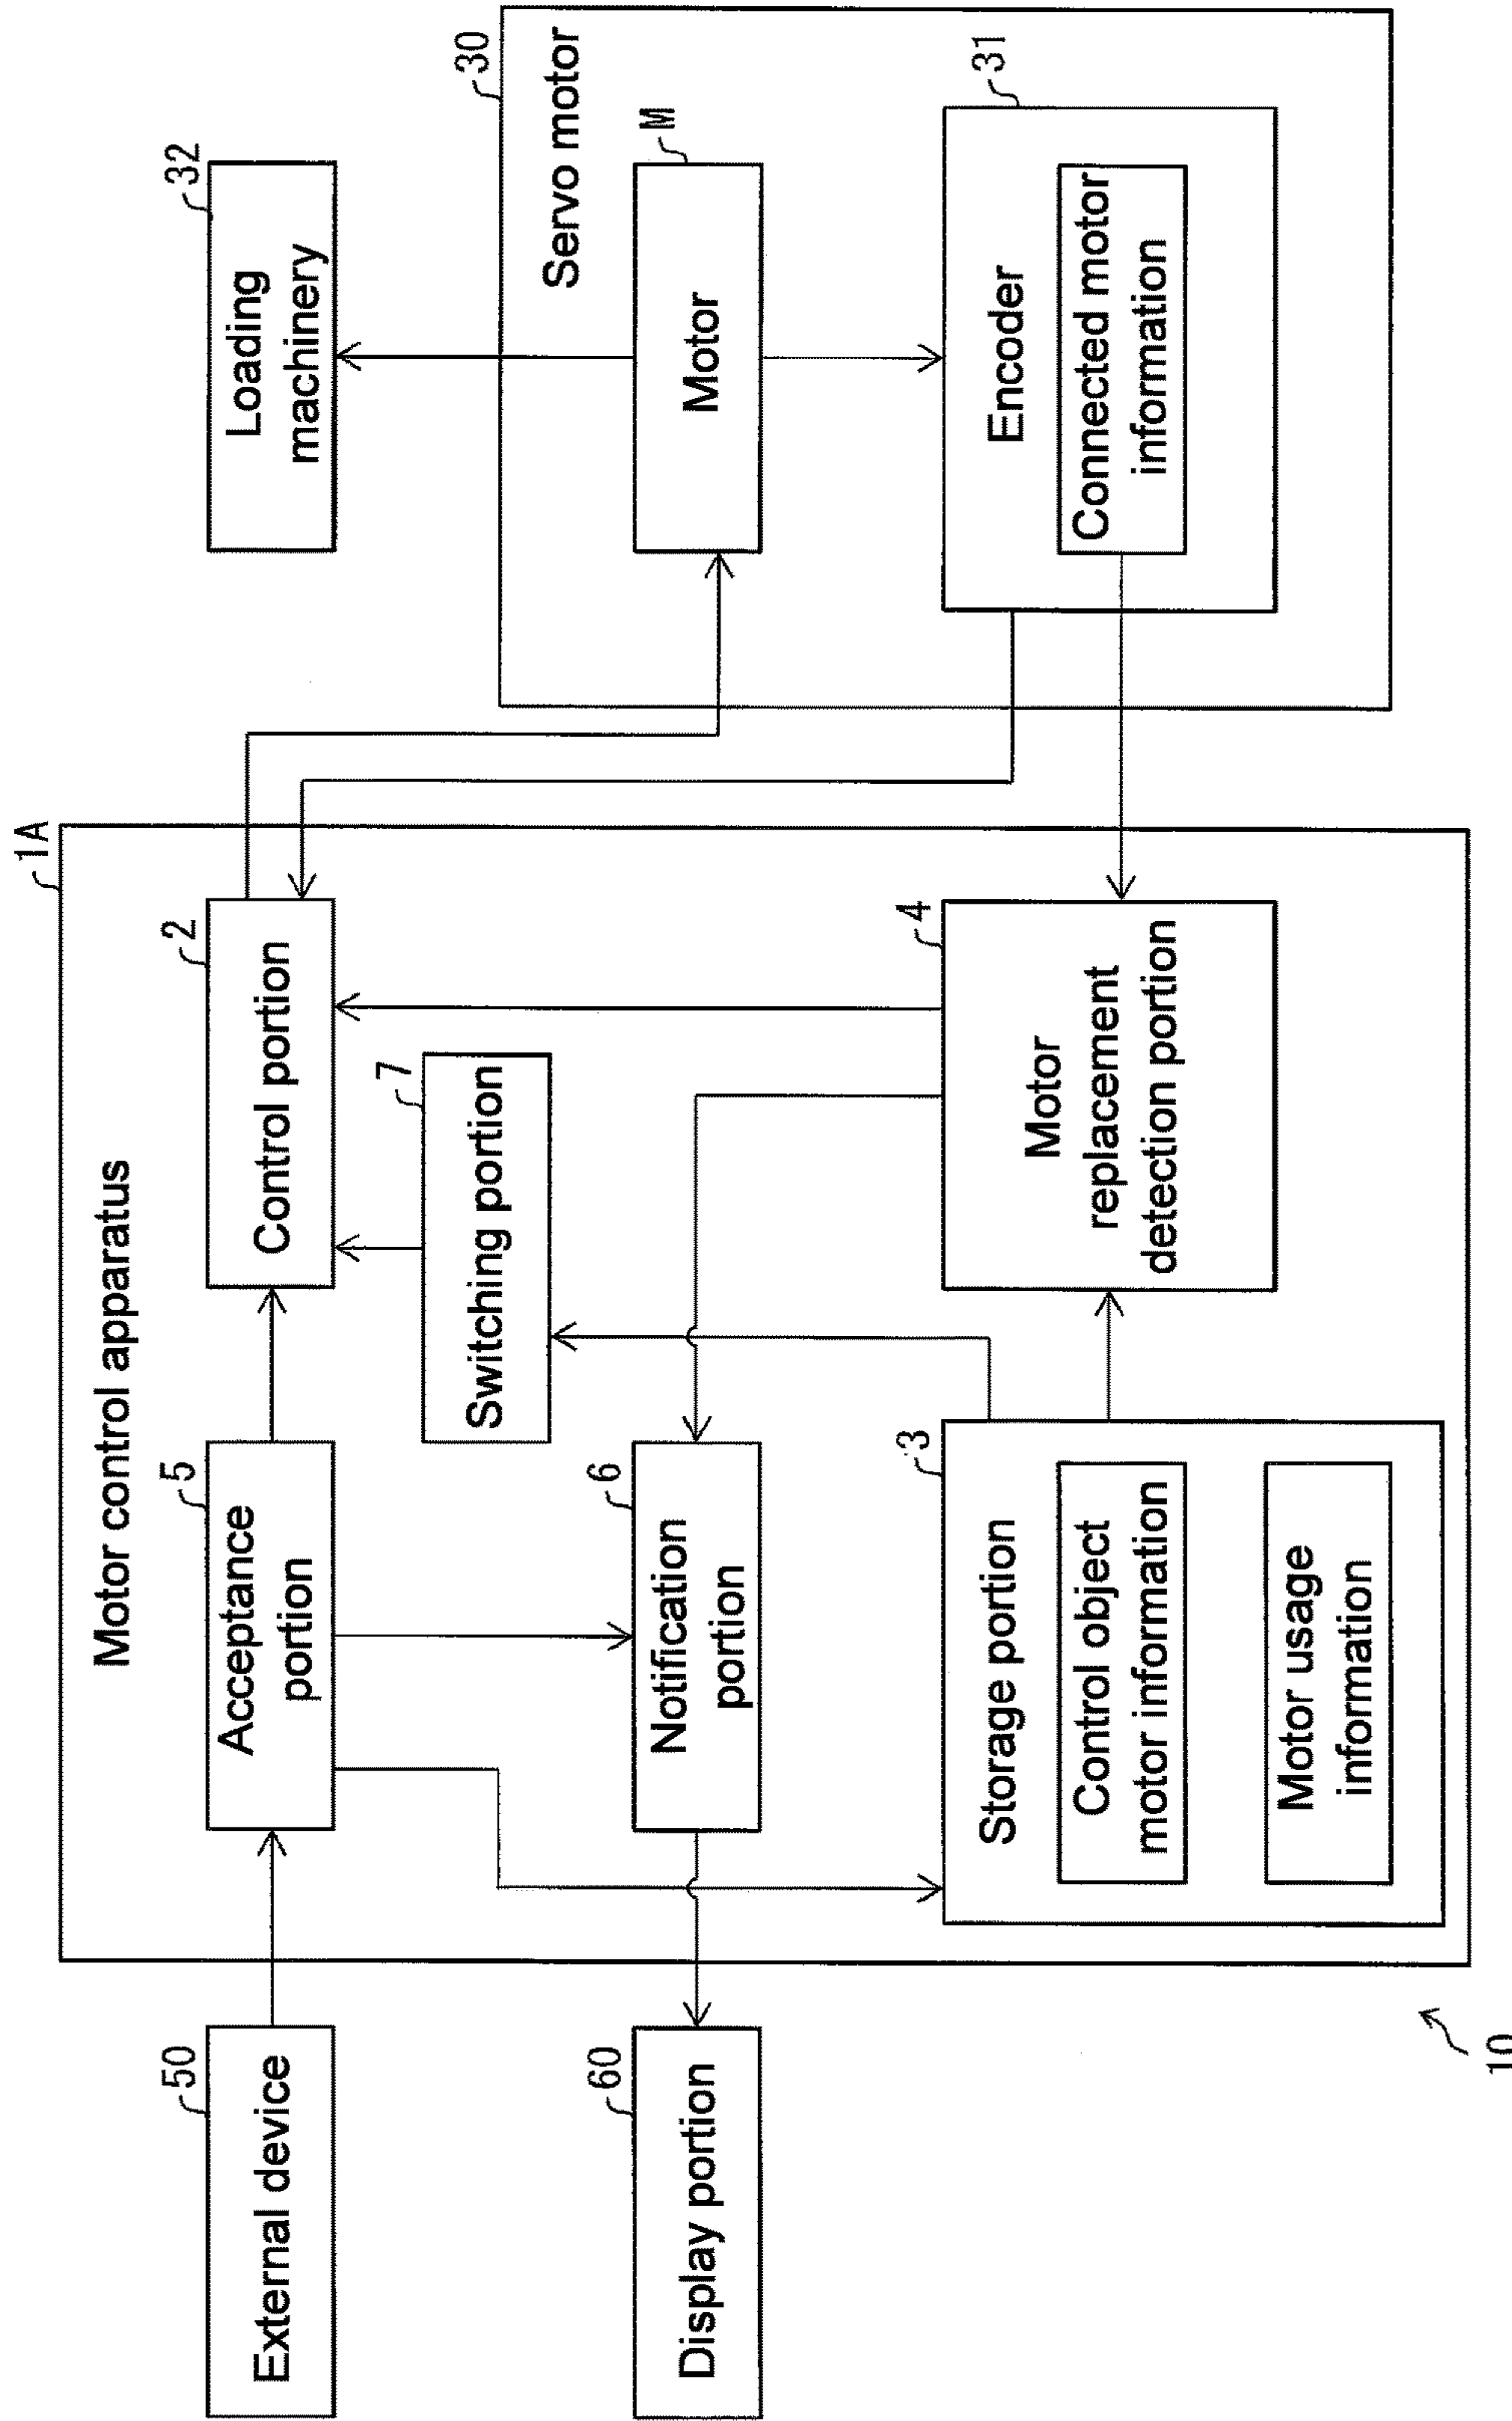 1A
Motor control apparatus
50
External device
5
Acceptance
portion
2
Control portion
32
Loading
machinery
7
Switching portion
30
Servo motor
60
Display portion
6
Notification
portion
M
Motor
3
Storage portion
Control object
motor information
Motor usage
information
4
Motor
replacement
detection portion
31
Encoder
Connected motor
information
10